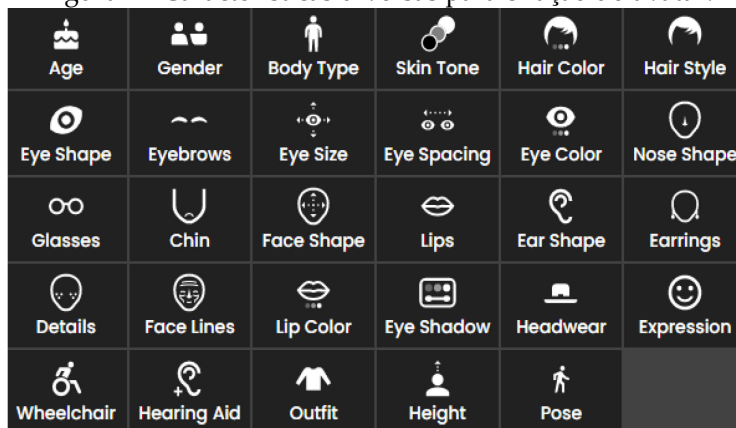 Age Gender Body Type Skin Tone Hair Color Hair Style
Eye Shape Eyebrows Eye Size Eye Spacing Eye Color Nose Shape
Glasses Chin Face Shape Lips Ear Shape Earrings
Details Face Lines Lip Color Eye Shadow Headwear Expression
Wheelchair Hearing Aid Outfit Height Pose